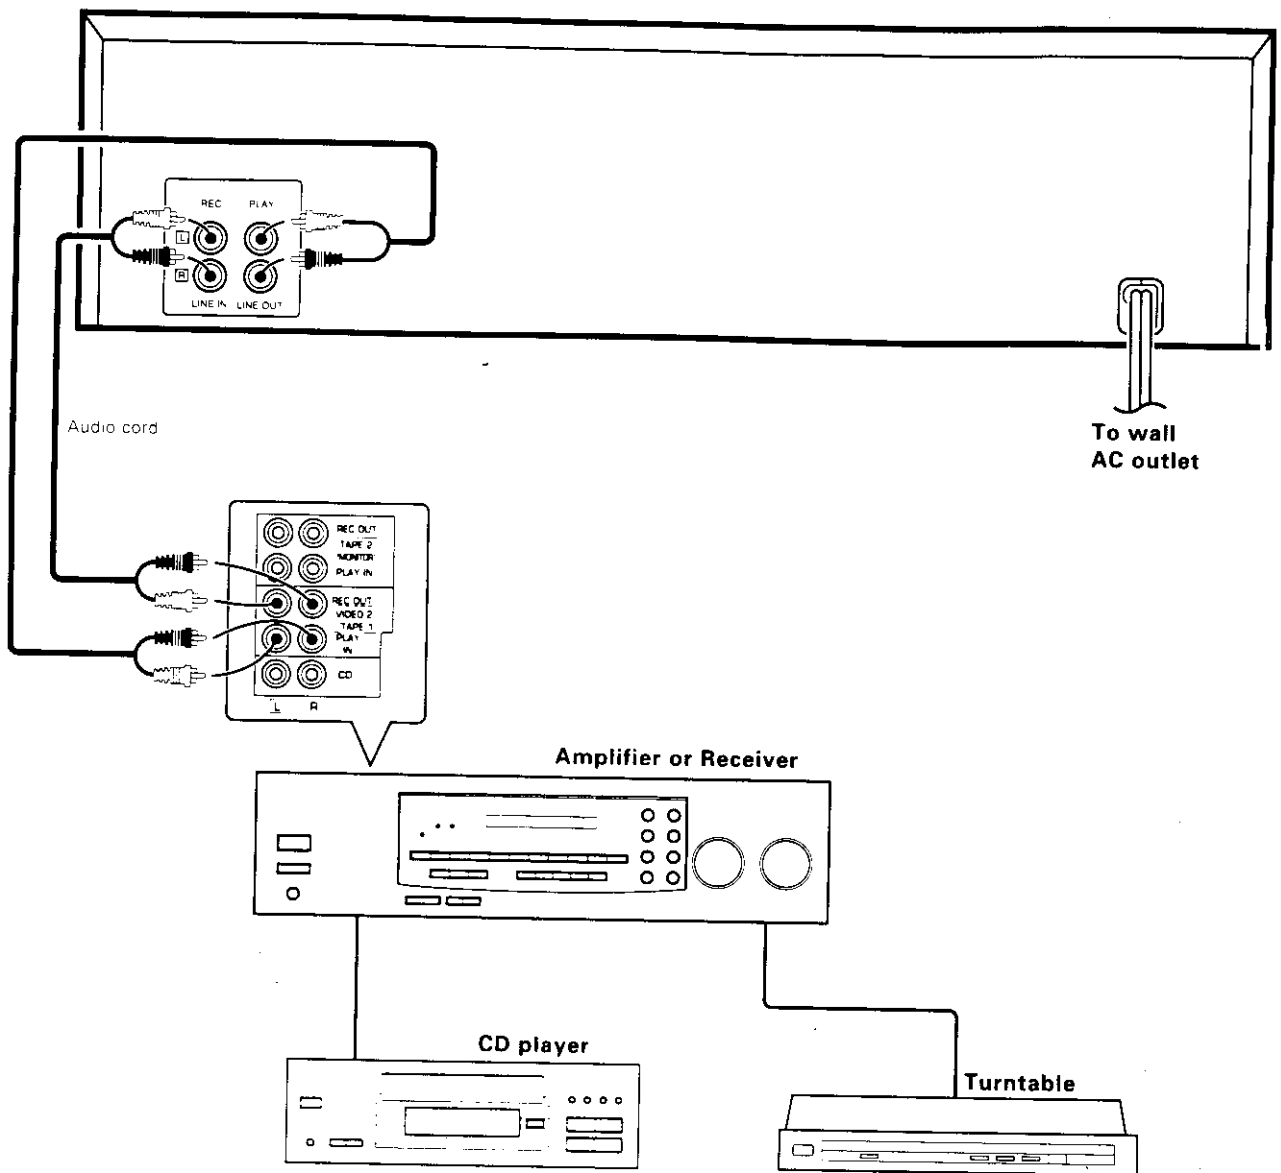 REC PLAY
L
R
LINE IN LINE OUT
Audio cord
To wall
AC outlet
REC OUT
TAPE 2
'MONITOR'
PLAY IN
REC OUT
VIDEO 2
TAPE 1
PLAY
IN
CD
L R
Amplifier or Receiver
CD player
Turntable